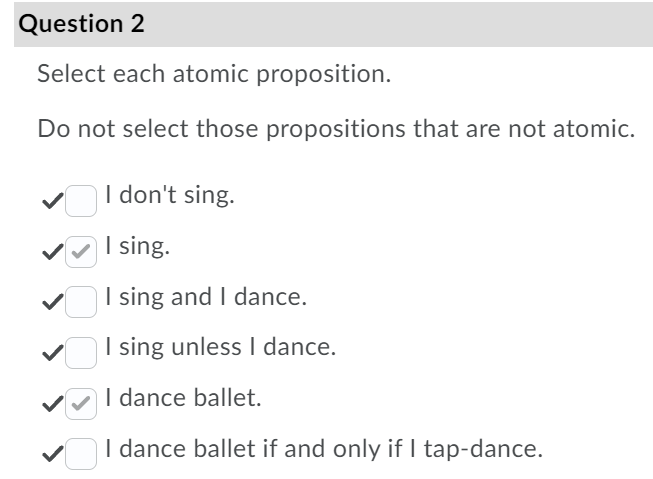 Question 2
Select each atomic proposition.
Do not select those propositions that are not atomic.
I don't sing.
I sing.
I sing and I dance.
I sing unless I dance.
I dance ballet.
I dance ballet if and only if I tap-dance.